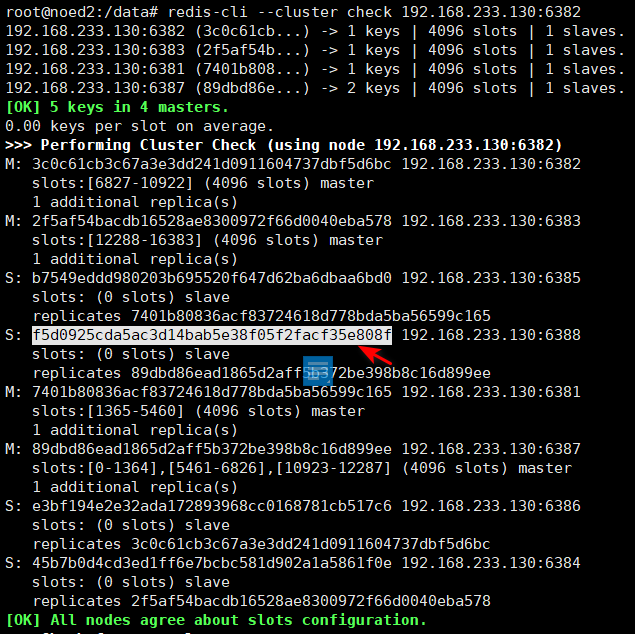 root@noed2:/data# redis-cli --cluster check 192.168.233.130:6382
192.168.233.130:6382 (3c0c61cb...) -> 1 keys | 4096 slots | 1 slaves.
192.168.233.130:6383 (2f5af54b...) -> 1 keys | 4096 slots | 1 slaves.
192.168.233.130:6381 (7401b808...) -> 1 keys | 4096 slots | 1 slaves.
192.168.233.130:6387 (89dbd86e...) -> 2 keys | 4096 slots | 1 slaves.
[OK] 5 keys in 4 masters.
0.00 keys per slot on average.
>>> Performing Cluster Check (using node 192.168.233.130:6382)
M: 3c0c61cb3c67a3e3dd241d0911604737dbf5d6bc 192.168.233.130:6382
slots:[6827-10922] (4096 slots) master
1 additional replica(s)
M: 2f5af54bacdb16528ae8300972f66d0040eba578 192.168.233.130:6383
slots:[12288-16383] (4096 slots) master
1 additional replica(s)
S: b7549eddd980203b695520f647d62ba6dbaa6bd0 192.168.233.130:6385
slots: (0 slots) slave
replicates 7401b80836acf83724618d778bda5ba56599c165
S: f5d0925cda5ac3d14bab5e38f05f2facf35e808f 192.168.233.130:6388
slots: (0 slots) slave
replicates 89dbd86ead1865d2aff5b372be398b8c16d899ee
M: 7401b80836acf83724618d778bda5ba56599c165 192.168.233.130:6381
slots:[1365-5460] (4096 slots) master
1 additional replica(s)
M: 89dbd86ead1865d2aff5b372be398b8c16d899ee 192.168.233.130:6387
slots:[0-1364],[5461-6826],[10923-12287] (4096 slots) master
1 additional replica(s)
S: e3bf194e2e32ada172893968cc0168781cb517c6 192.168.233.130:6386
slots: (0 slots) slave
replicates 3c0c61cb3c67a3e3dd241d0911604737dbf5d6bc
S: 45b7b0d4cd3ed1ff6e7bcbc581d902a1a5861f0e 192.168.233.130:6384
slots: (0 slots) slave
replicates 2f5af54bacdb16528ae8300972f66d0040eba578
[OK] All nodes agree about slots configuration.